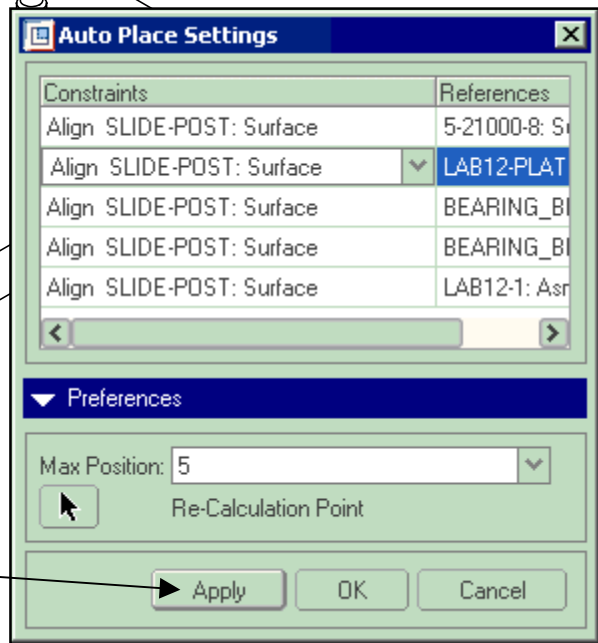 Auto Place Settings
Constraints References
Align SLIDE-POST: Surface 5-21000-8: S
Align SLIDE-POST: Surface LAB12-PLAT
Align SLIDE-POST: Surface BEARING_B
Align SLIDE-POST: Surface BEARING_B
Align SLIDE-POST: Surface LAB12-1: As
Preferences
Max Position: 5
Re-Calculation Point
Apply OK Cancel